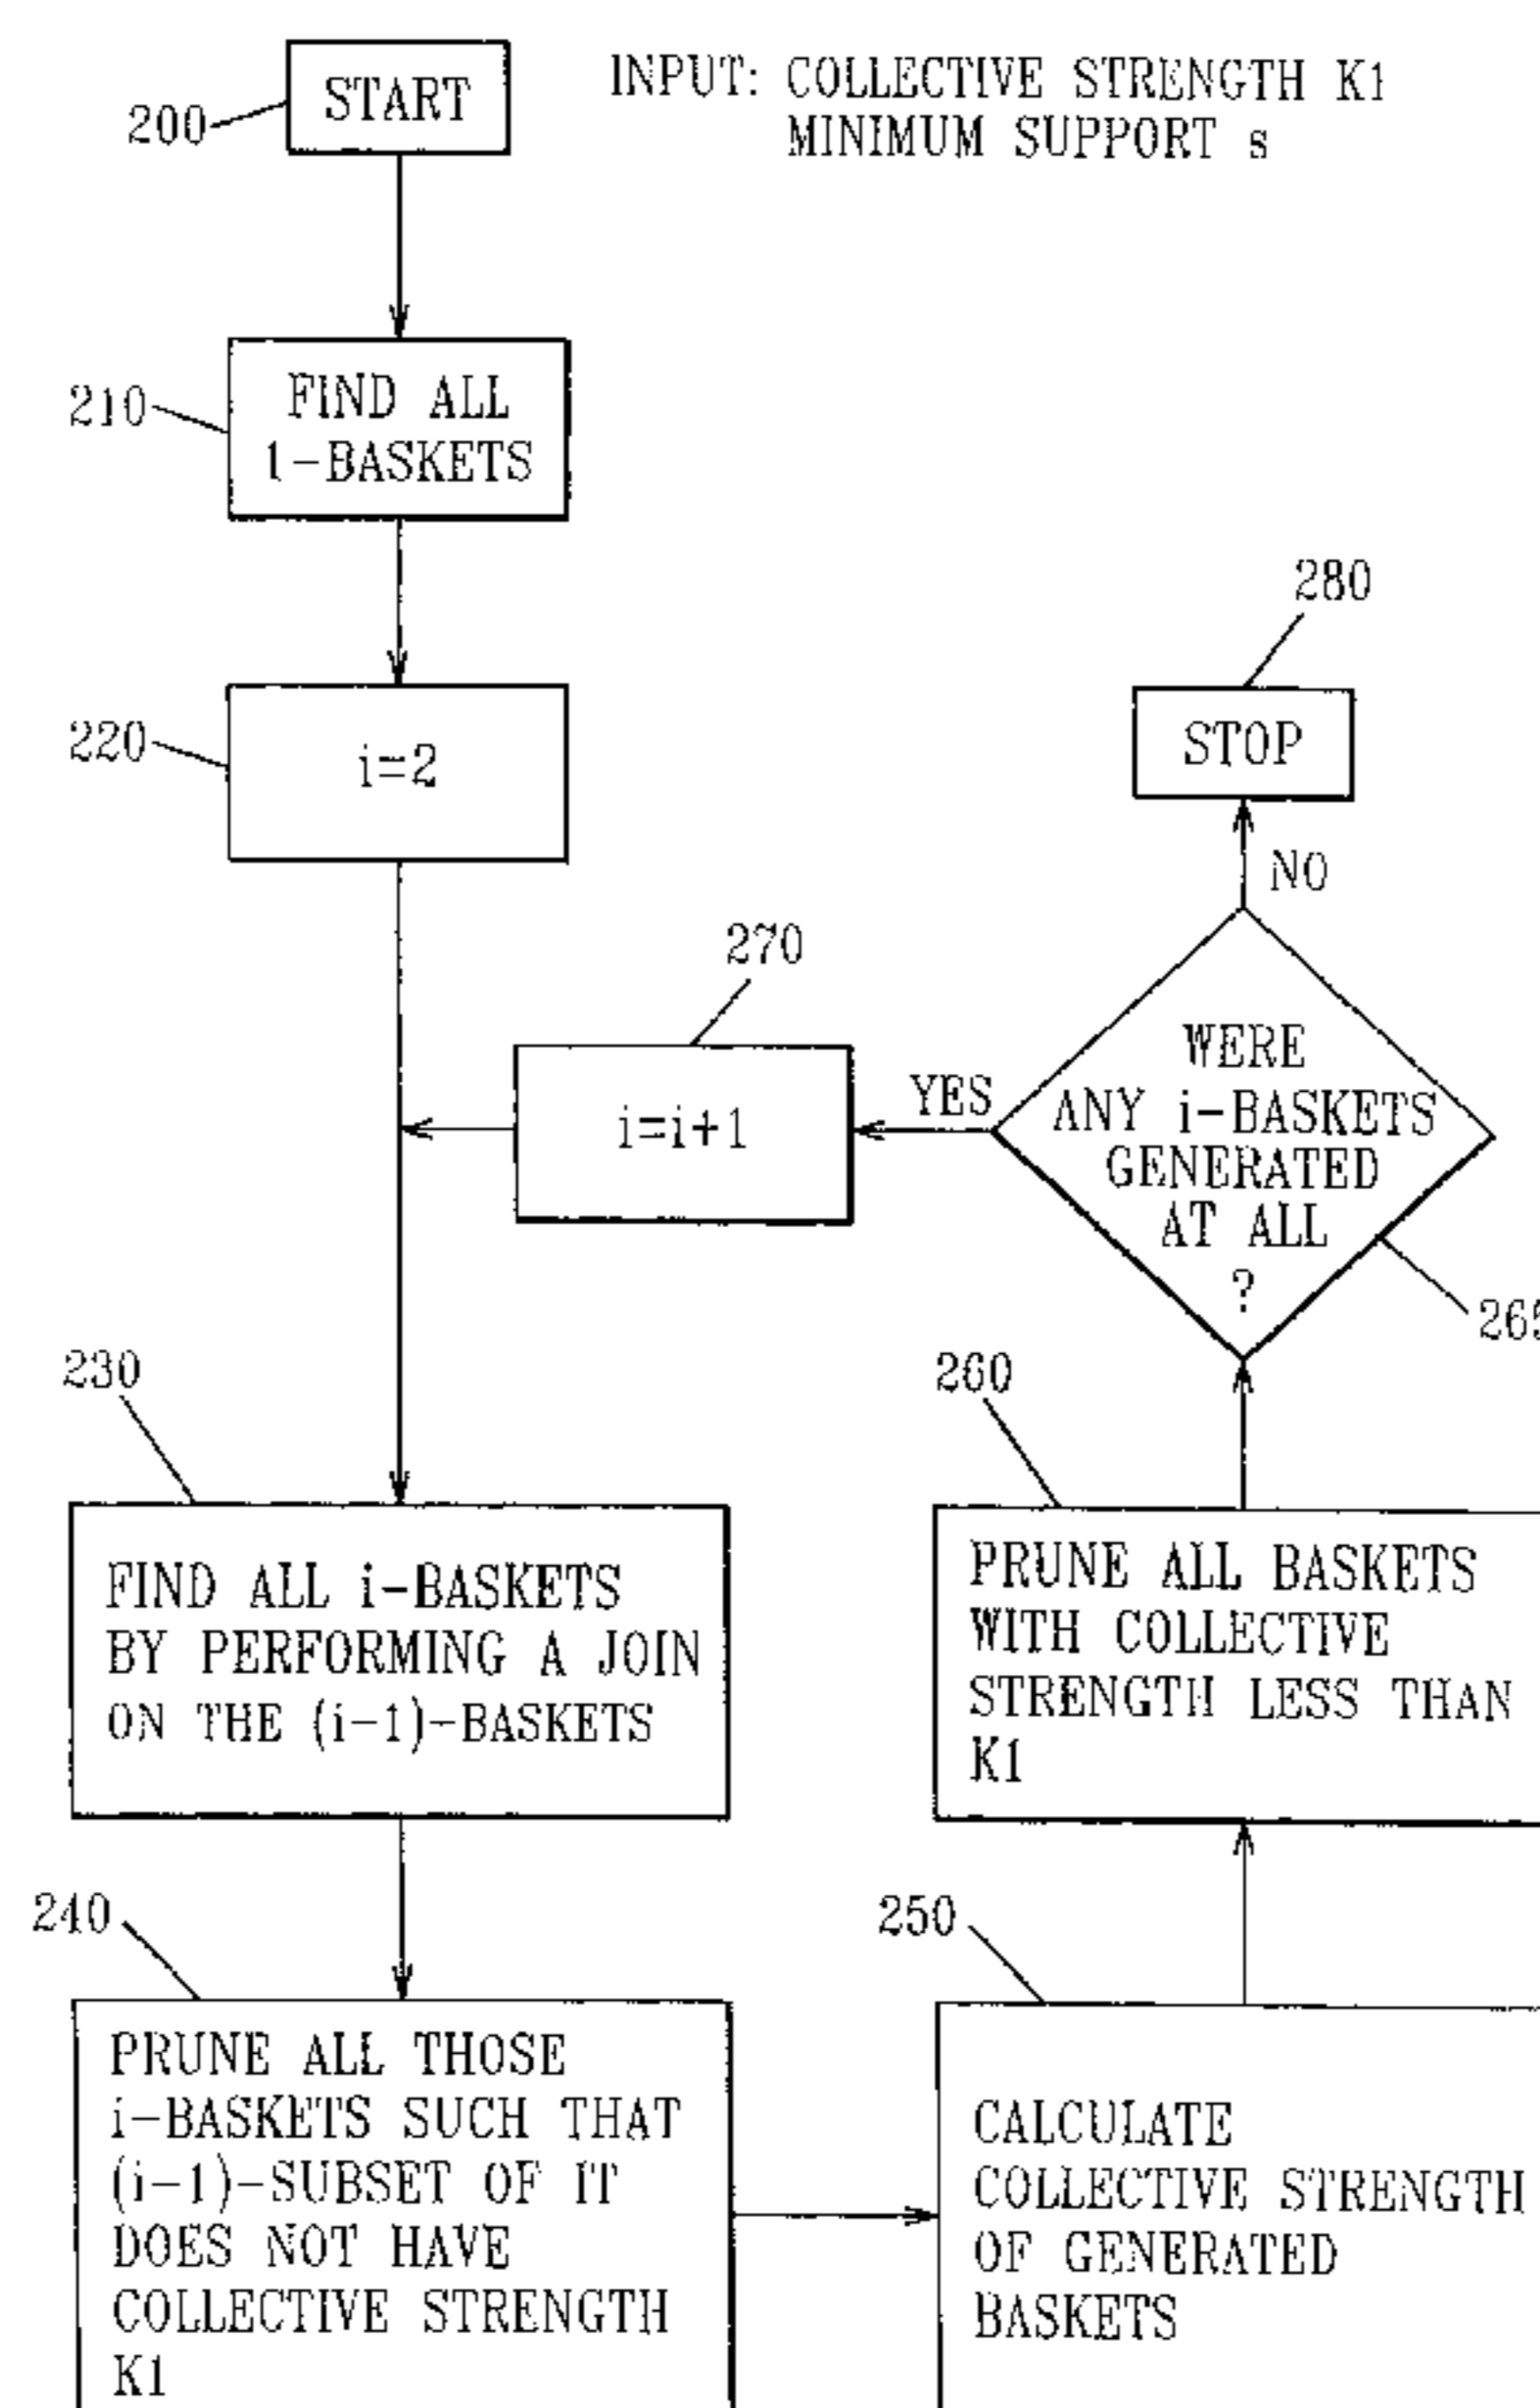 INPUT: COLLECTIVE STRENGTH K1
MINIMUM SUPPORT s
200
START
210
FIND ALL
1-BASKETS
220
i=2
280
STOP
NO
270
i=i+1
YES
WERE
ANY i-BASKETS
GENERATED
AT ALL
?
265
230
FIND ALL i-BASKETS
BY PERFORMING A JOIN
ON THE (i-1)-BASKETS
260
PRUNE ALL BASKETS
WITH COLLECTIVE
STRENGTH LESS THAN
K1
240
PRUNE ALL THOSE
i-BASKETS SUCH THAT
(i-1)-SUBSET OF IT
DOES NOT HAVE
COLLECTIVE STRENGTH
K1
250
CALCULATE
COLLECTIVE STRENGTH
OF GENERATED
BASKETS